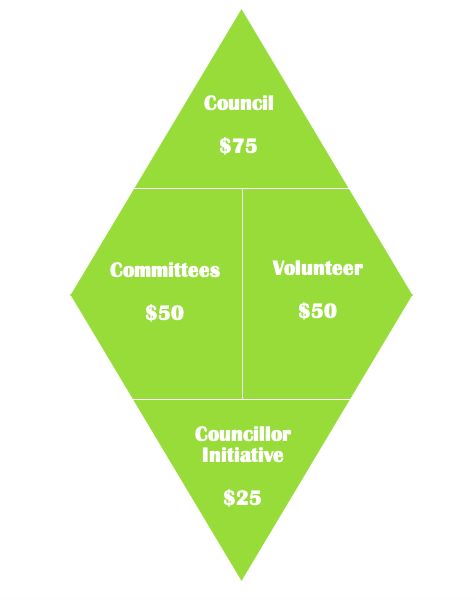 Council
$75
Committees
$50
Volunteer
$50
Councillor
Initiative
$25